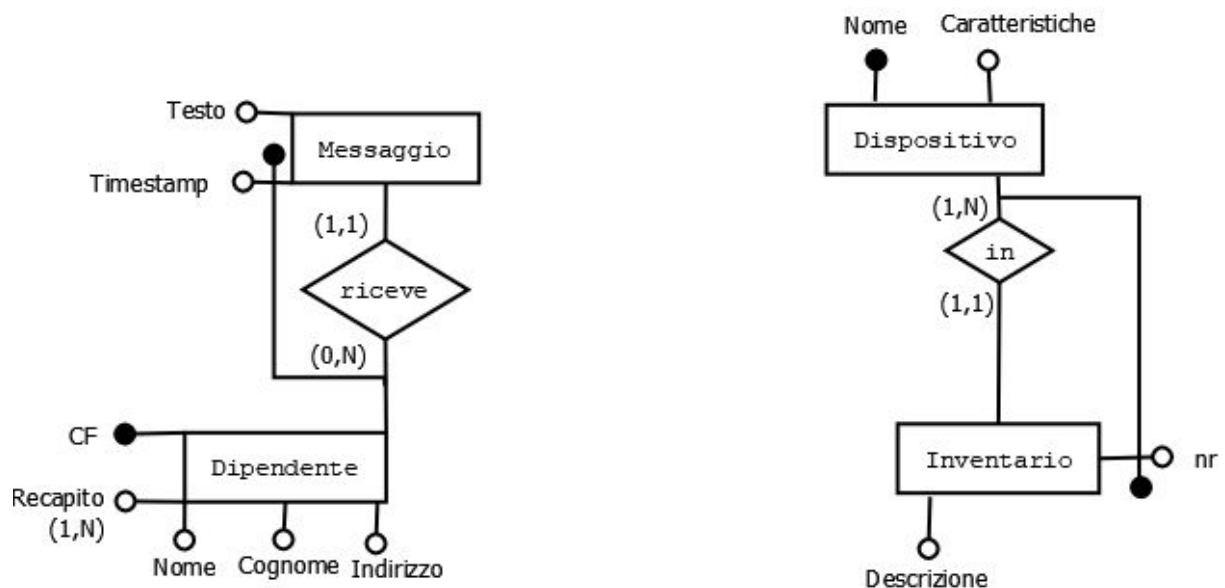 Testo
Messaggio
Timestamp
(1,1)
riceve
(0,N)
CF
Dipendente
Recapito
(1,N)
Nome
Cognome
Indirizzo
Nome
Caratteristiche
Dispositivo
(1,N)
in
(1,1)
Inventario
nr
Descrizione